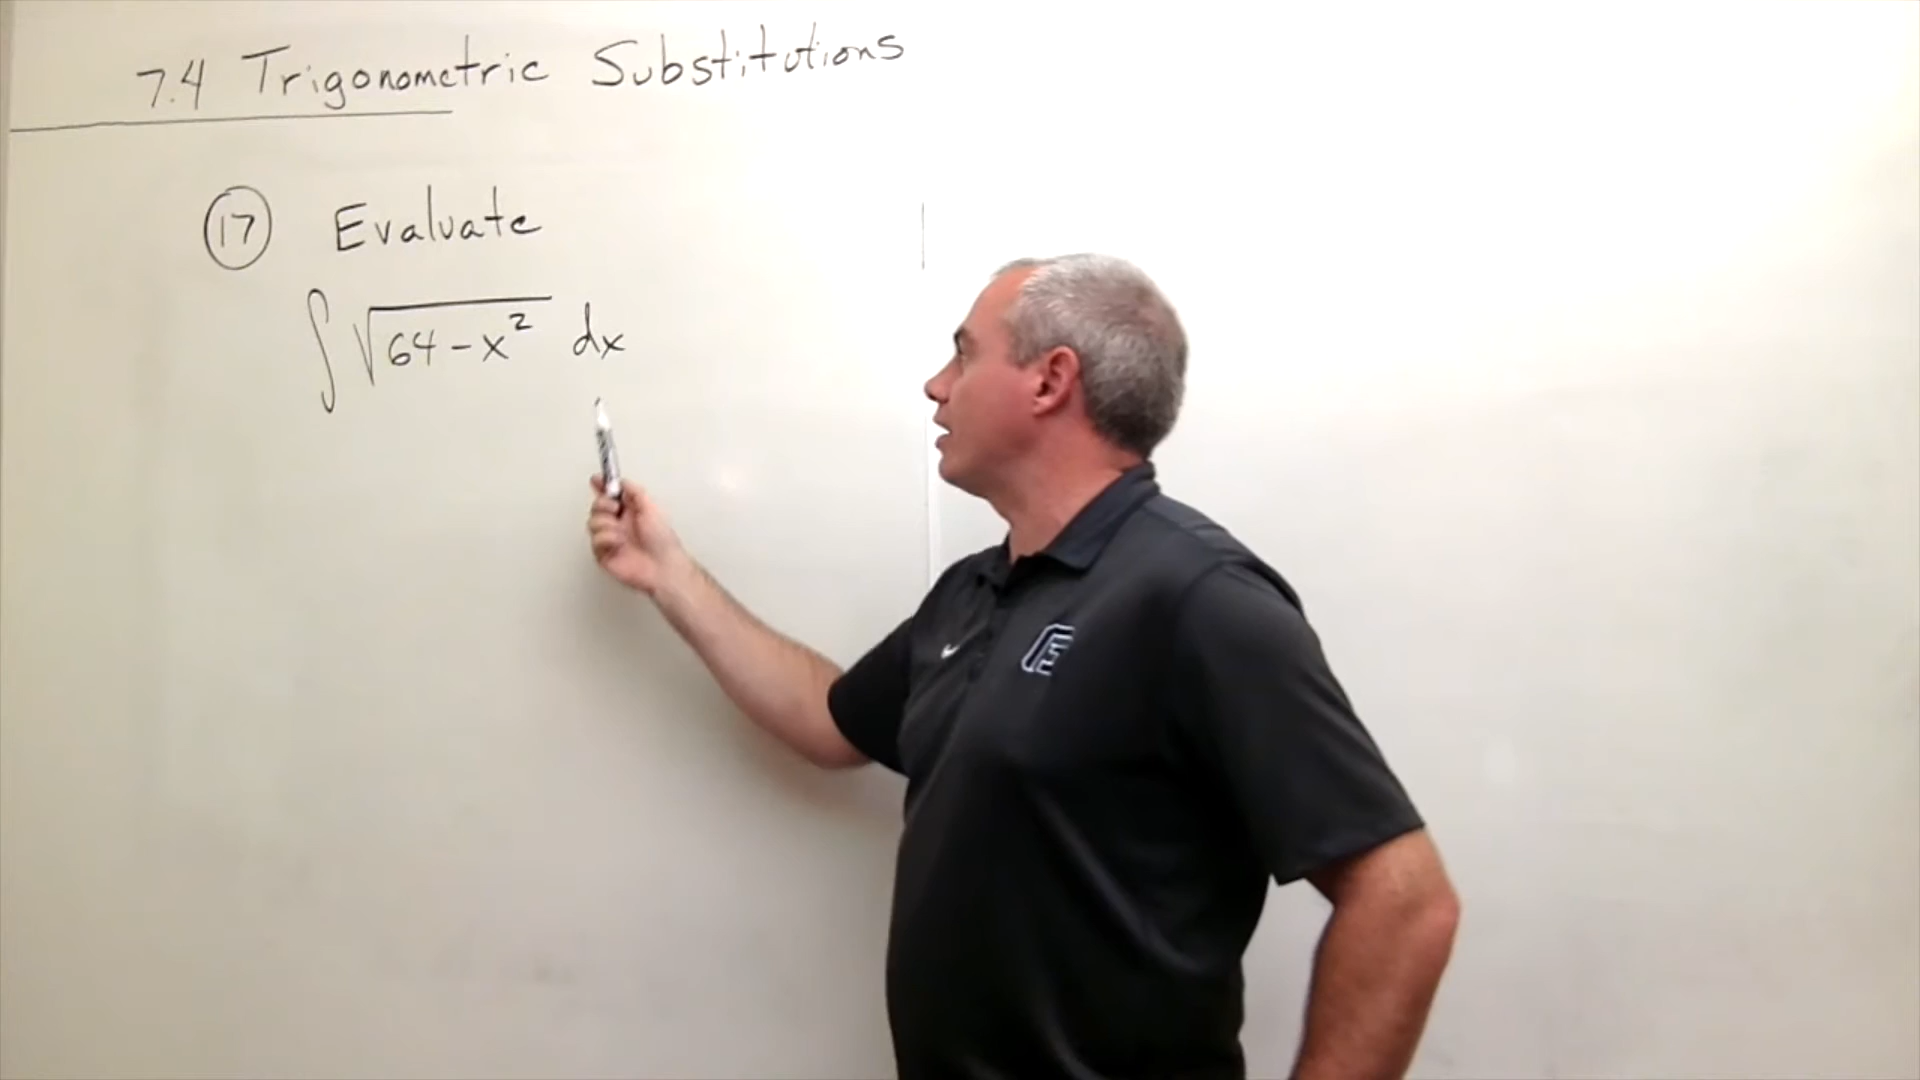 7.4 Trigonometric Substitutions
17 Evaluate
∫√64-x² dx